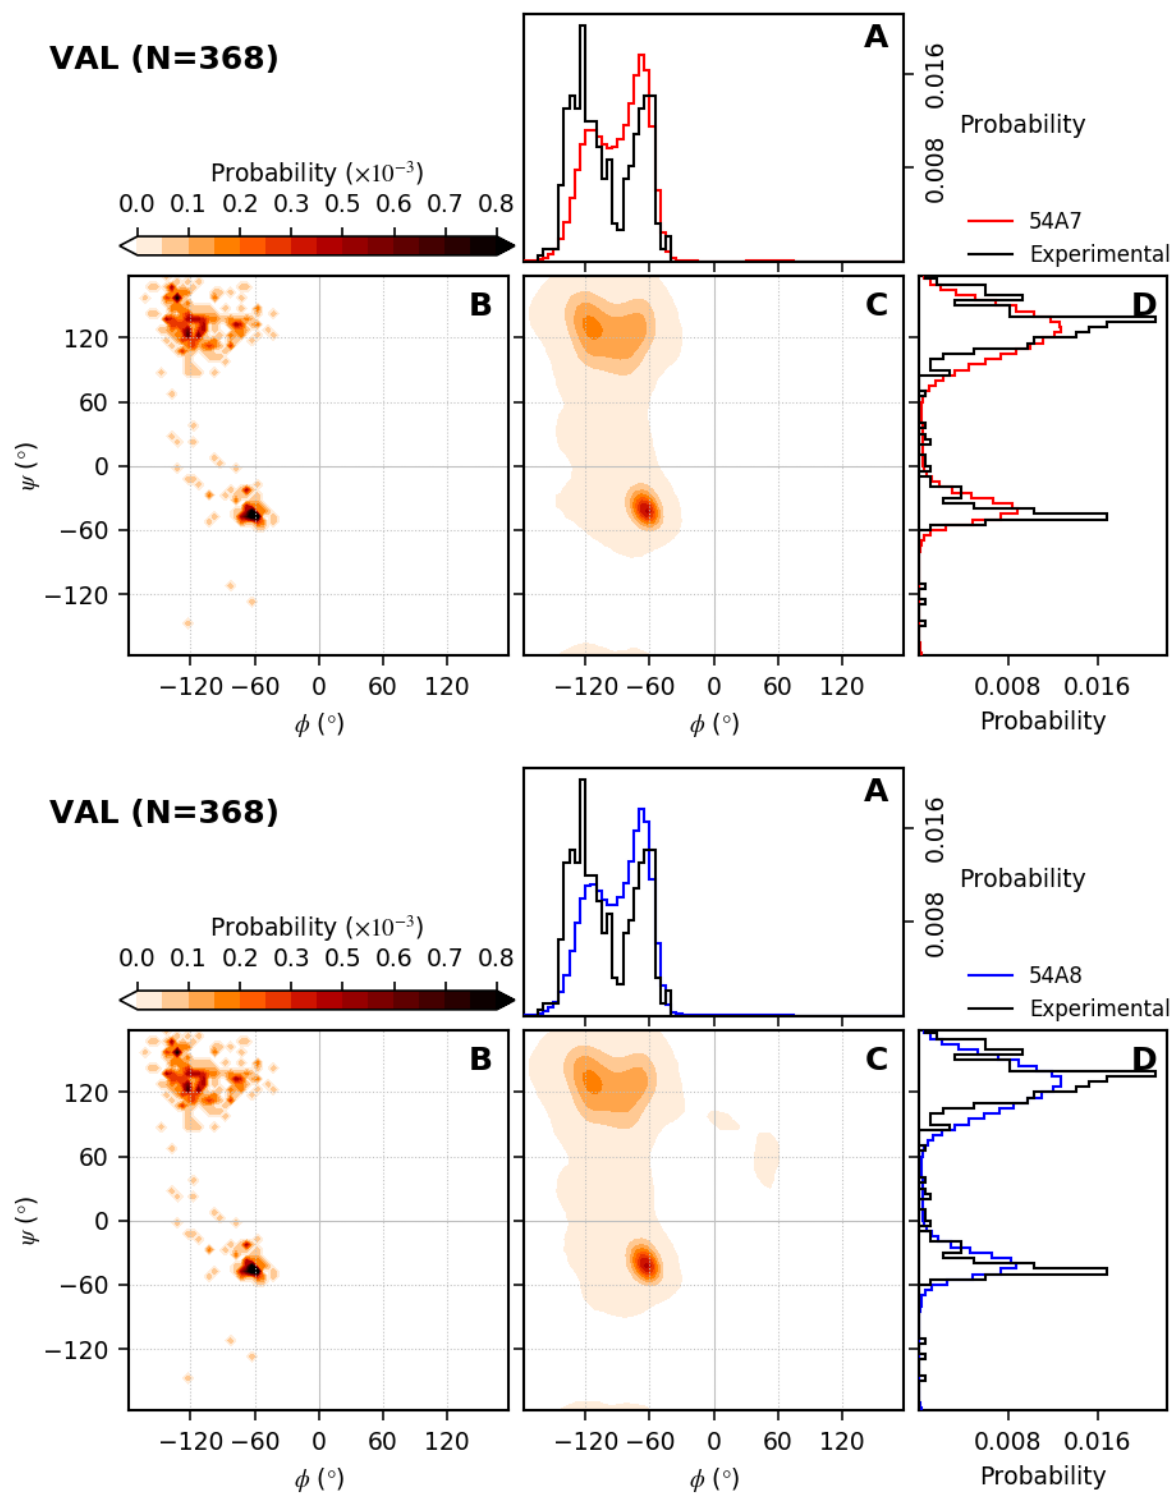 VAL (N=368)
A
0.016
0.008
Probability
Probability (×10⁻³)
0.0 0.1 0.2 0.3 0.4 0.5 0.6 0.7 0.8
54A7
Experimental
B
C
D
120
60
0
−60
−120
ψ (°)
−120 −60 0 60 120
−120 −60 0 60 120
0.008 0.016
ϕ (°)
ϕ (°)
Probability
VAL (N=368)
A
0.016
0.008
Probability
Probability (×10⁻³)
0.0 0.1 0.2 0.3 0.4 0.5 0.6 0.7 0.8
54A8
Experimental
B
C
D
120
60
0
−60
−120
ψ (°)
−120 −60 0 60 120
−120 −60 0 60 120
0.008 0.016
ϕ (°)
ϕ (°)
Probability